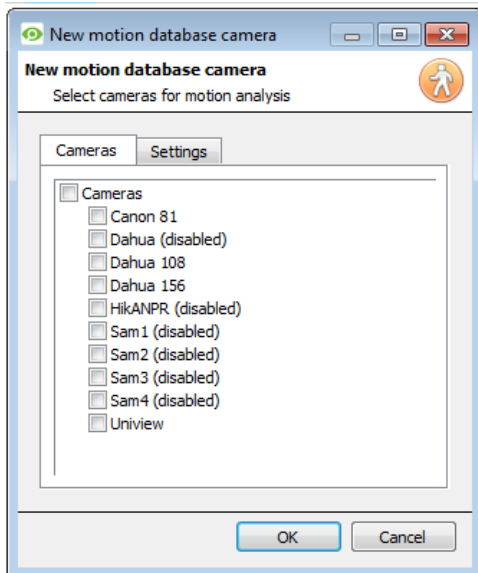 New motion database camera
New motion database camera
Select cameras for motion analysis
Cameras Settings
Cameras
Canon 81
Dahua (disabled)
Dahua 108
Dahua 156
HikANPR (disabled)
Sam1 (disabled)
Sam2 (disabled)
Sam3 (disabled)
Sam4 (disabled)
Uniview
OK Cancel